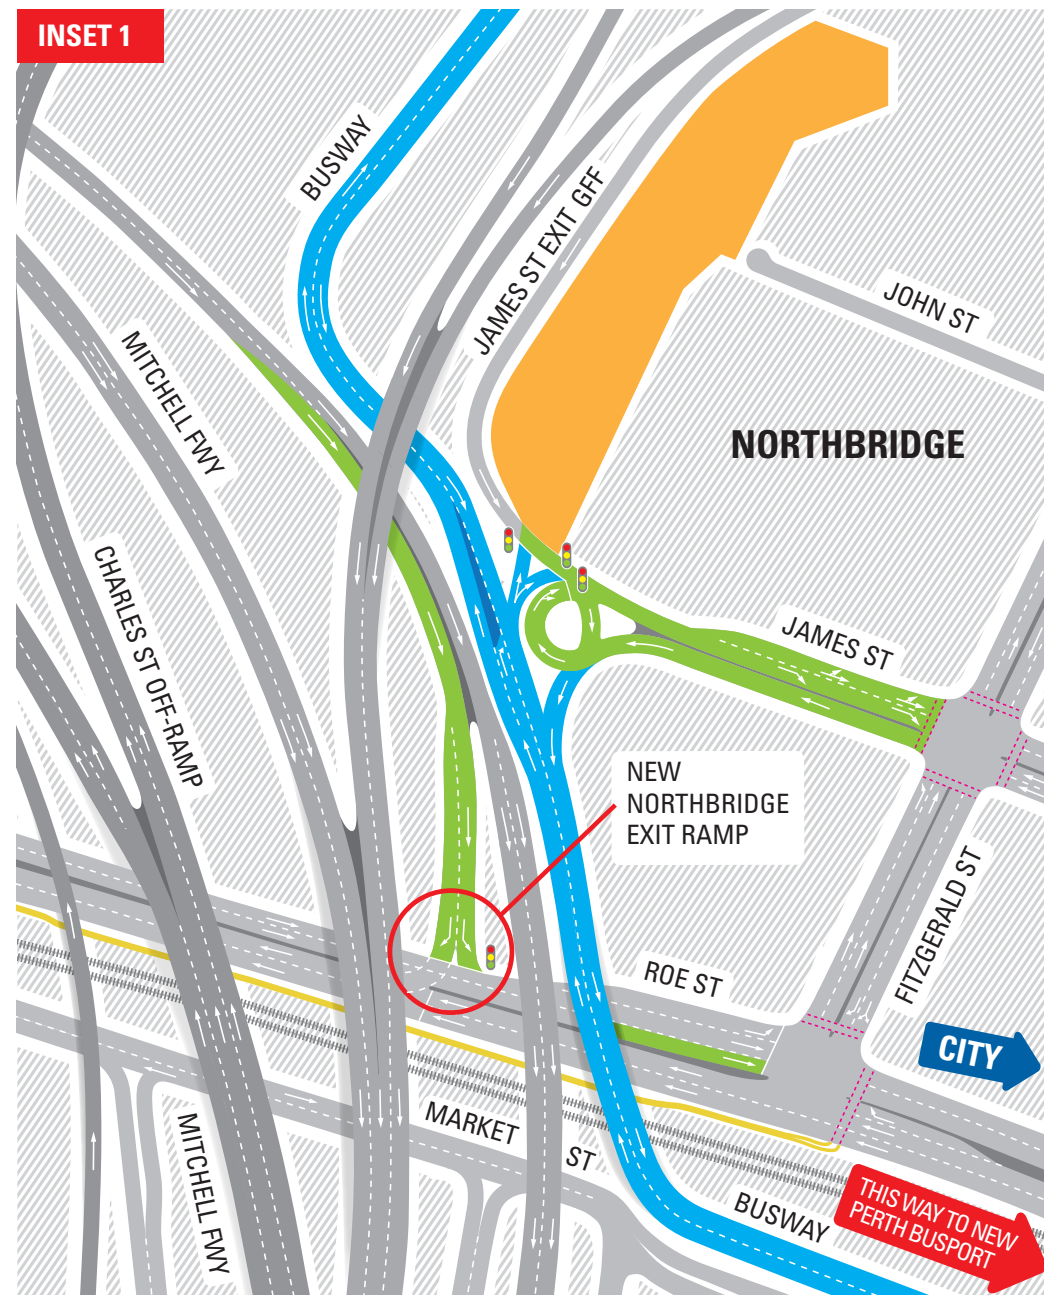 INSET 1
BUSWAY
JAMES ST EXIT GFF
JOHN ST
MITCHELL FWY
NORTHBRIDGE
CHARLES ST OFF-RAMP
JAMES ST
NEW
NORTHBRIDGE
EXIT RAMP
FITZGERALD ST
ROE ST
CITY
MARKET ST
MITCHELL FWY
BUSWAY
THIS WAY TO NEW
PERTH BUSPORT